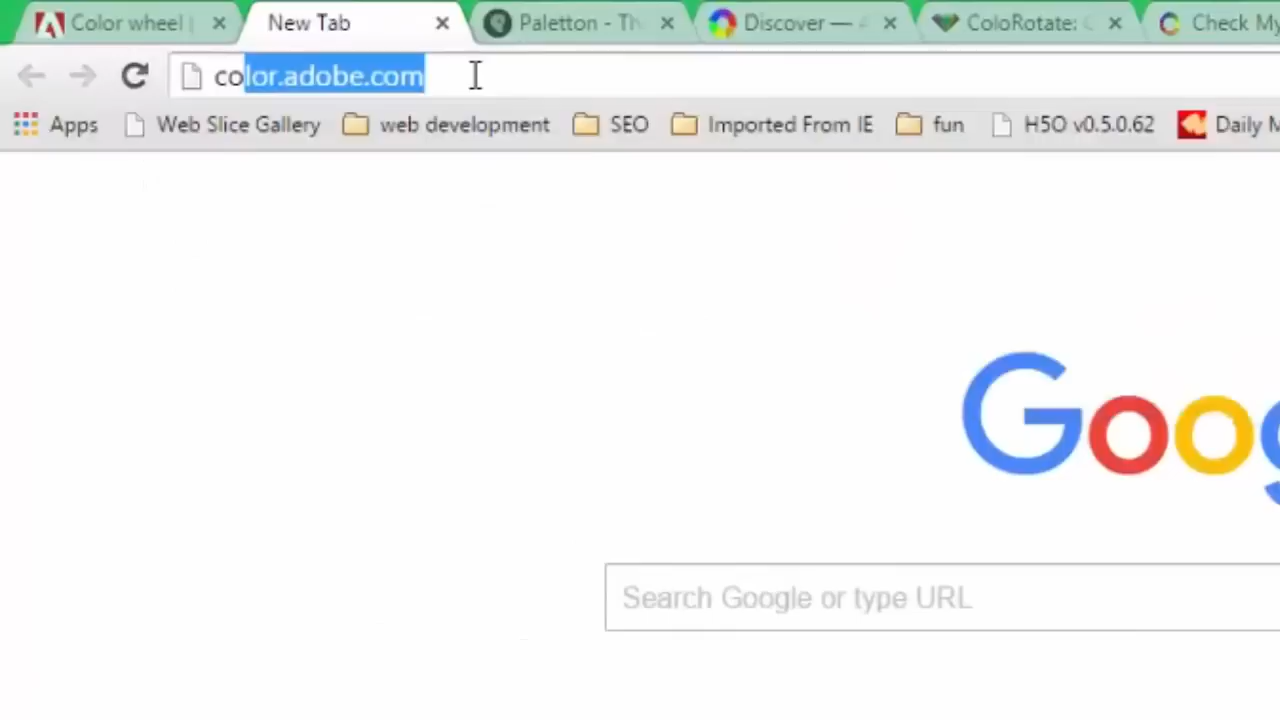 Color wheel | New Tab Paletton - Th Discover — ColoRotate: Check My
color.adobe.com
Apps Web Slice Gallery web development SEO Imported From IE fun H5O v0.5.0.62 Daily M
Goog
Search Google or type URL